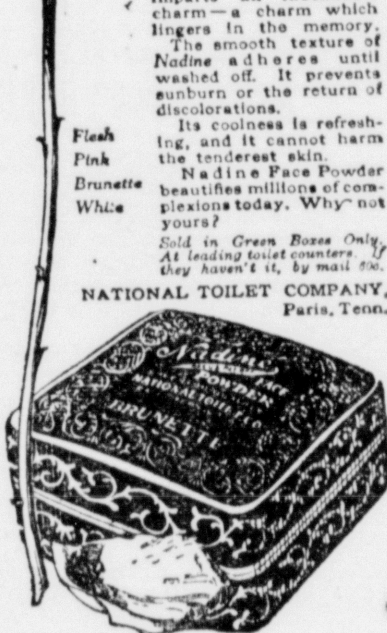 charm—a charm which
lingers in the memory.
The smooth texture of
Nadine adheres until
washed off. It prevents
sunburn or the return of
discolorations.
Its coolness is refresh-
ing, and it cannot harm
the tenderest skin.
Nadine Face Powder
beautifies millions of com-
plexions today. Why not
yours?
Flesh
Pink
Brunette
White
Sold in Green Boxes Only.
At leading toilet counters. If
they haven't it, by mail 60c.
NATIONAL TOILET COMPANY,
Paris, Tenn.
Nadine
FACE
POWDER
NATIONAL TOILET CO.
BRUNETTE